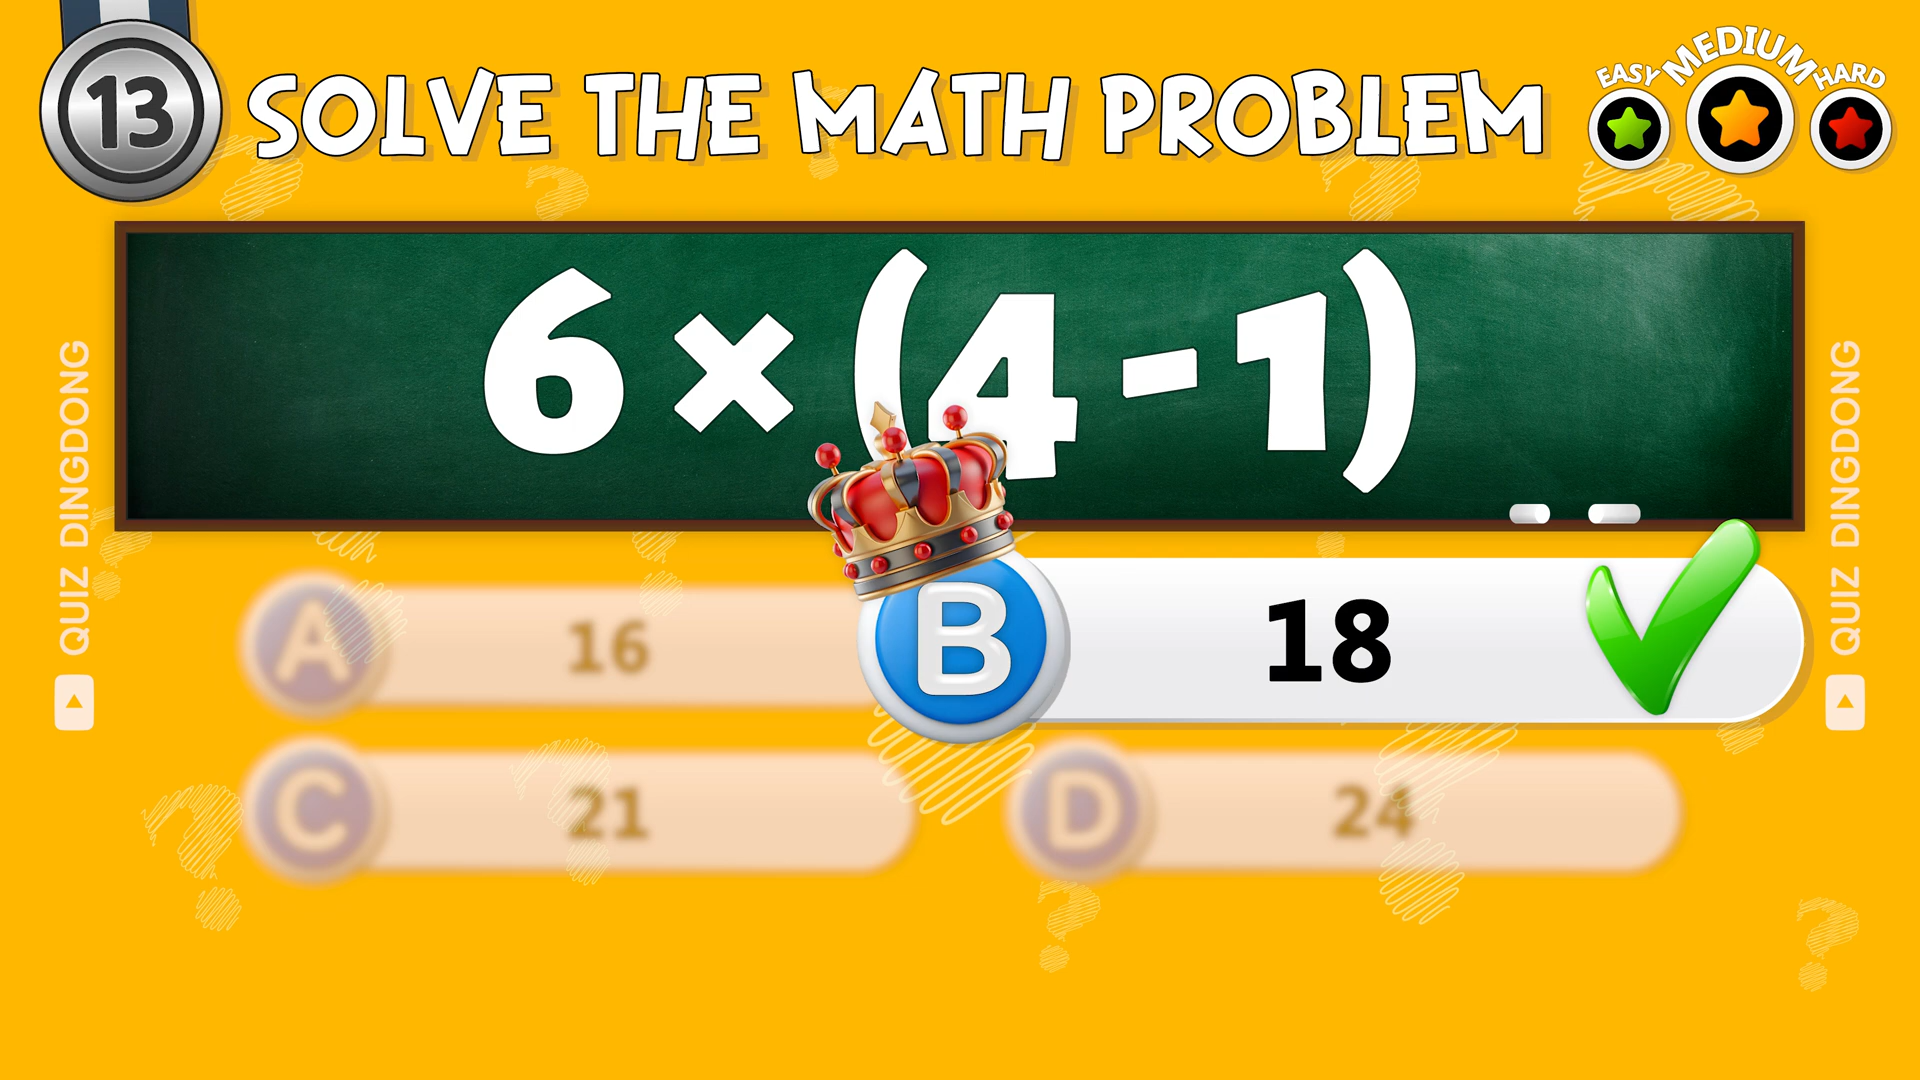 13
SOLVE THE MATH PROBLEM
EASY MEDIUM HARD
6 × (4 - 1)
QUIZ DINGDONG
QUIZ DINGDONG
A 16
B 18
C 21
D 24